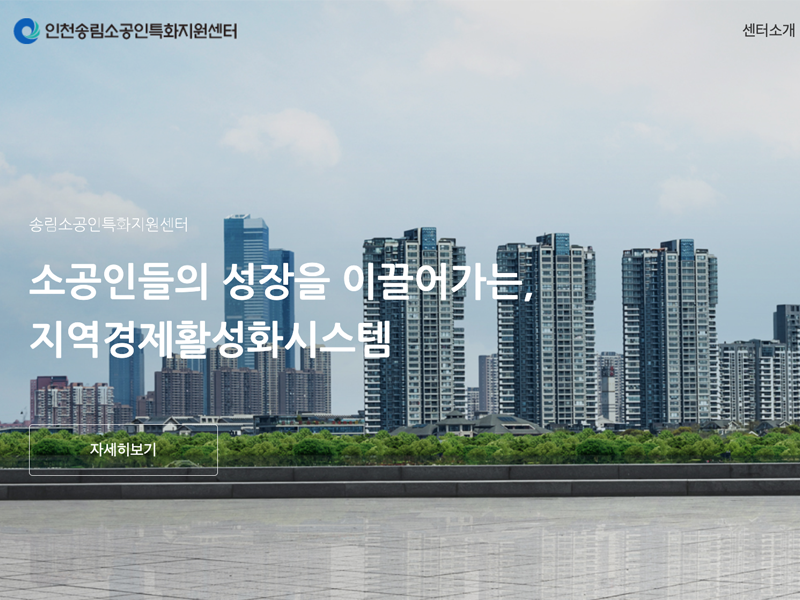 인천송림소공인특화지원센터
센터소개
송림소공인특화지원센터
소공인들의 성장을 이끌어가는,
지역경제활성화시스템
자세히보기